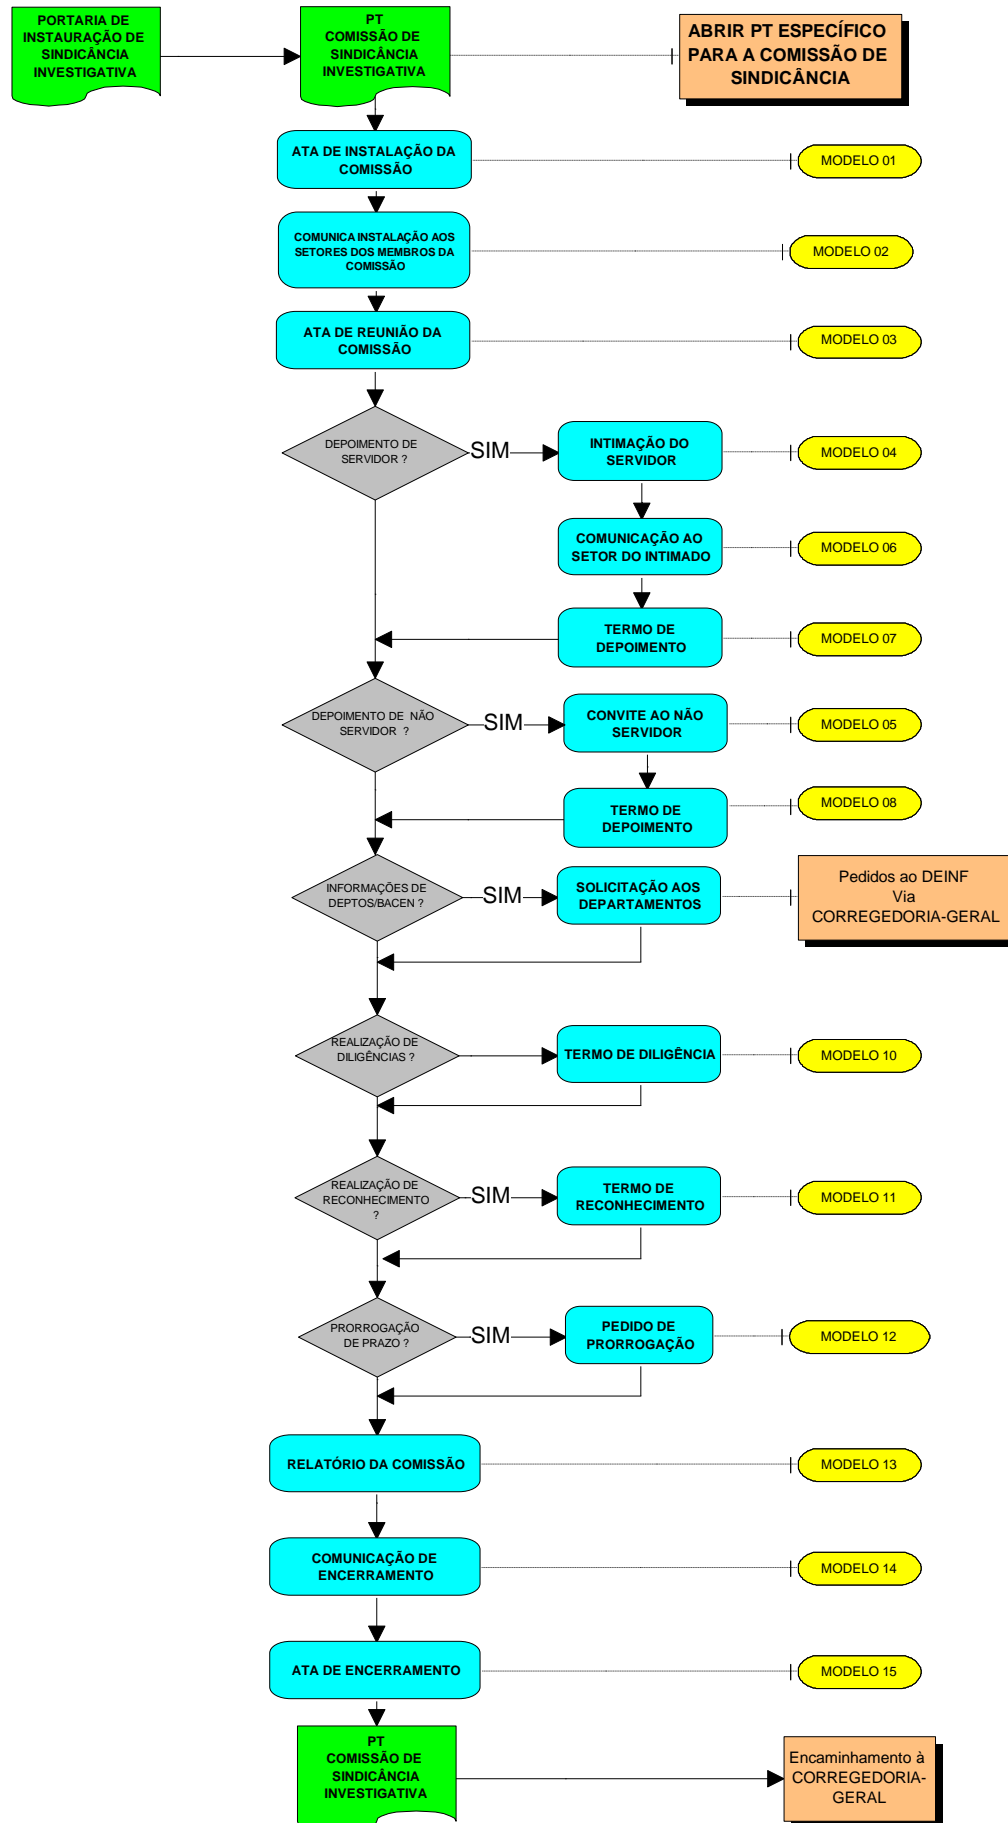 PORTARIA DE
INSTAURAÇÃO DE
SINDICÂNCIA
INVESTIGATIVA
PT
COMISSÃO DE
SINDICÂNCIA
INVESTIGATIVA
ABRIR PT ESPECÍFICO
PARA A COMISSÃO DE
SINDICÂNCIA
ATA DE INSTALAÇÃO DA
COMISSÃO
MODELO 01
COMUNICA INSTALAÇÃO AOS
SETORES DOS MEMBROS DA
COMISSÃO
MODELO 02
ATA DE REUNIÃO DA
COMISSÃO
MODELO 03
DEPOIMENTO DE
SERVIDOR ?
SIM
INTIMAÇÃO DO
SERVIDOR
MODELO 04
COMUNICAÇÃO AO
SETOR DO INTIMADO
MODELO 06
TERMO DE
DEPOIMENTO
MODELO 07
DEPOIMENTO DE NÃO
SERVIDOR ?
SIM
CONVITE AO NÃO
SERVIDOR
MODELO 05
TERMO DE
DEPOIMENTO
MODELO 08
INFORMAÇÕES DE
DEPTOS/BACEN ?
SIM
SOLICITAÇÃO AOS
DEPARTAMENTOS
Pedidos ao DEINF
Via
CORREGEDORIA-GERAL
REALIZAÇÃO DE
DILIGÊNCIAS ?
TERMO DE DILIGÊNCIA
MODELO 10
REALIZAÇÃO DE
RECONHECIMENTO
?
SIM
TERMO DE
RECONHECIMENTO
MODELO 11
PRORROGAÇÃO
DE PRAZO ?
SIM
PEDIDO DE
PRORROGAÇÃO
MODELO 12
RELATÓRIO DA COMISSÃO
MODELO 13
COMUNICAÇÃO DE
ENCERRAMENTO
MODELO 14
ATA DE ENCERRAMENTO
MODELO 15
PT
COMISSÃO DE
SINDICÂNCIA
INVESTIGATIVA
Encaminhamento à
CORREGEDORIA-
GERAL